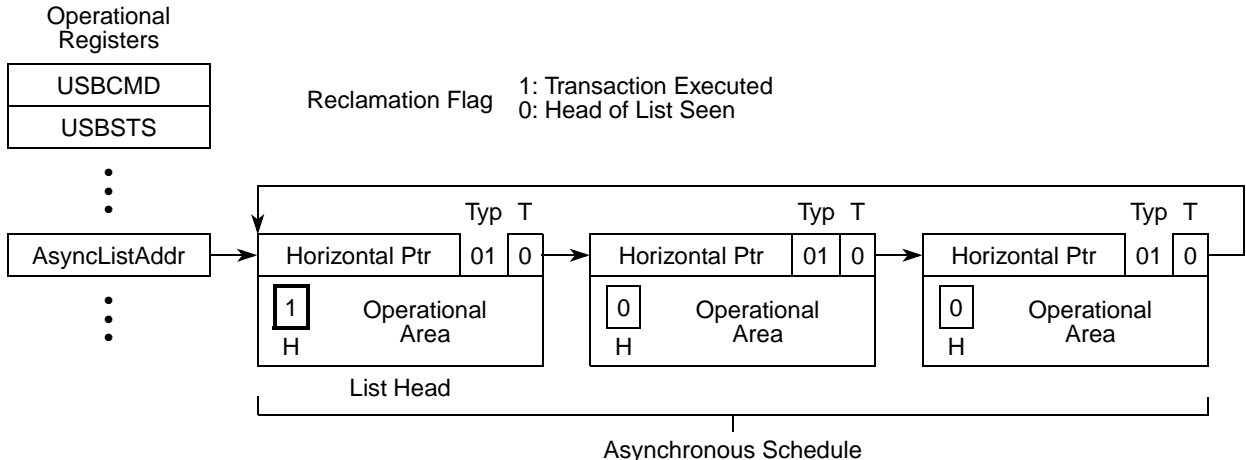 Operational
Registers
USBCMD
USBSTS
Reclamation Flag
1: Transaction Executed
0: Head of List Seen
Typ T
Typ T
Typ T
AsyncListAddr
Horizontal Ptr 01 0
Horizontal Ptr 01 0
Horizontal Ptr 01 0
1 Operational
Area
H
0 Operational
Area
H
0 Operational
Area
H
List Head
Asynchronous Schedule